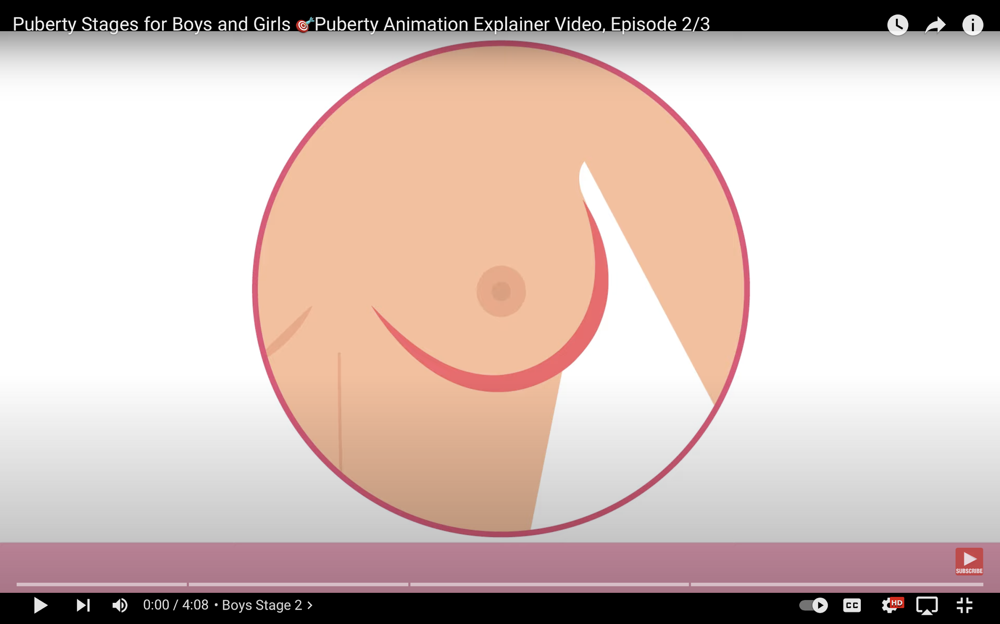 Puberty Stages for Boys and Girls 🎯Puberty Animation Explainer Video, Episode 2/3
SUBSCRIBE
0:00 / 4:08 • Boys Stage 2 >
CC
HD